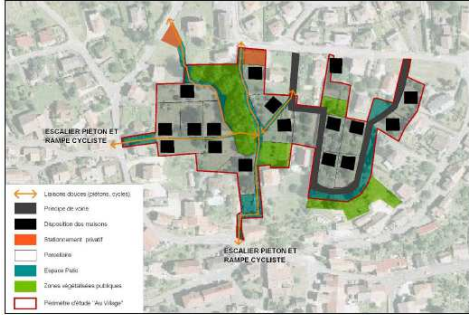 ESCALIER PIETON ET
RAMPE CYCLISTE
Liaisons douces (piétons, cycles)
Principe de voirie
Disposition des maisons
Stationnement privatif
Parcellaire
Espace Public
Zones végétalisées publiques
Périmètre d'étude "Au Village"
ESCALIER PIETON ET
RAMPE CYCLISTE